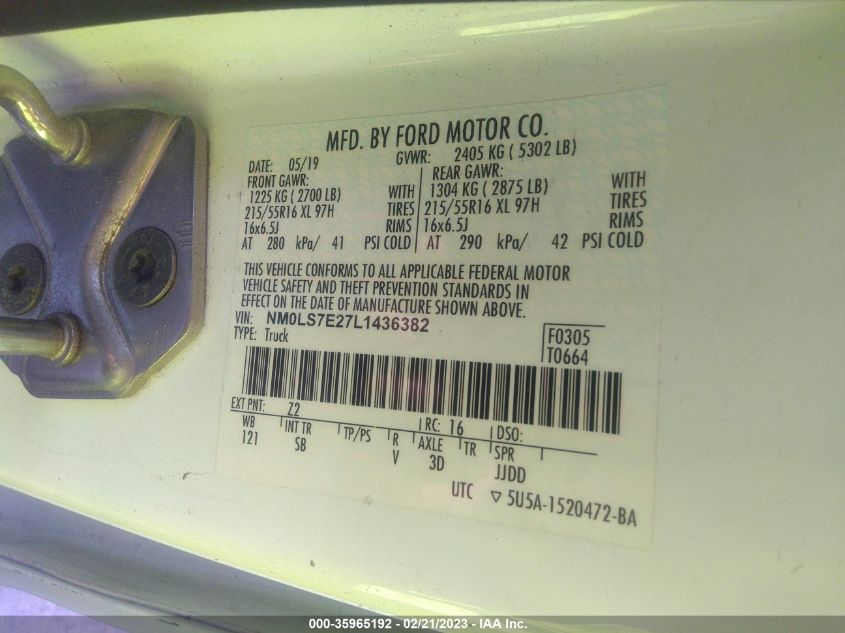 MFD. BY FORD MOTOR CO.
DATE: 05/19 GVWR: 2405 KG ( 5302 LB)
FRONT GAWR: REAR GAWR:
1225 KG ( 2700 LB) WITH 1304 KG ( 2875 LB) WITH
215/55R16 XL 97H TIRES 215/55R16 XL 97H TIRES
16x6.5J RIMS 16x6.5J RIMS
AT 280 kPa/ 41 PSI COLD AT 290 kPa/ 42 PSI COLD
THIS VEHICLE CONFORMS TO ALL APPLICABLE FEDERAL MOTOR
VEHICLE SAFETY AND THEFT PREVENTION STANDARDS IN
EFFECT ON THE DATE OF MANUFACTURE SHOWN ABOVE.
VIN: NM0LS7E27L1436382
TYPE: Truck
F0305
T0664
EXT PNT: Z2 RC: 16 DSO:
WB INT TR TP/PS R AXLE TR SPR
121 SB V 3D JJDD
UTC ▽ 5U5A-1520472-BA
000-35965192 - 02/21/2023 - IAA Inc.